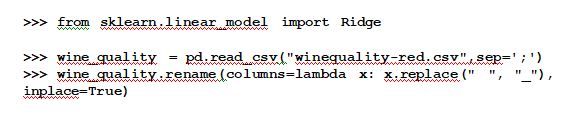 >>> from sklearn.linear_model import Ridge
>>> wine_quality = pd.read_csv("winequality-red.csv",sep=';')
>>> wine_quality.rename(columns=lambda x: x.replace(" ", "_"),
inplace=True)